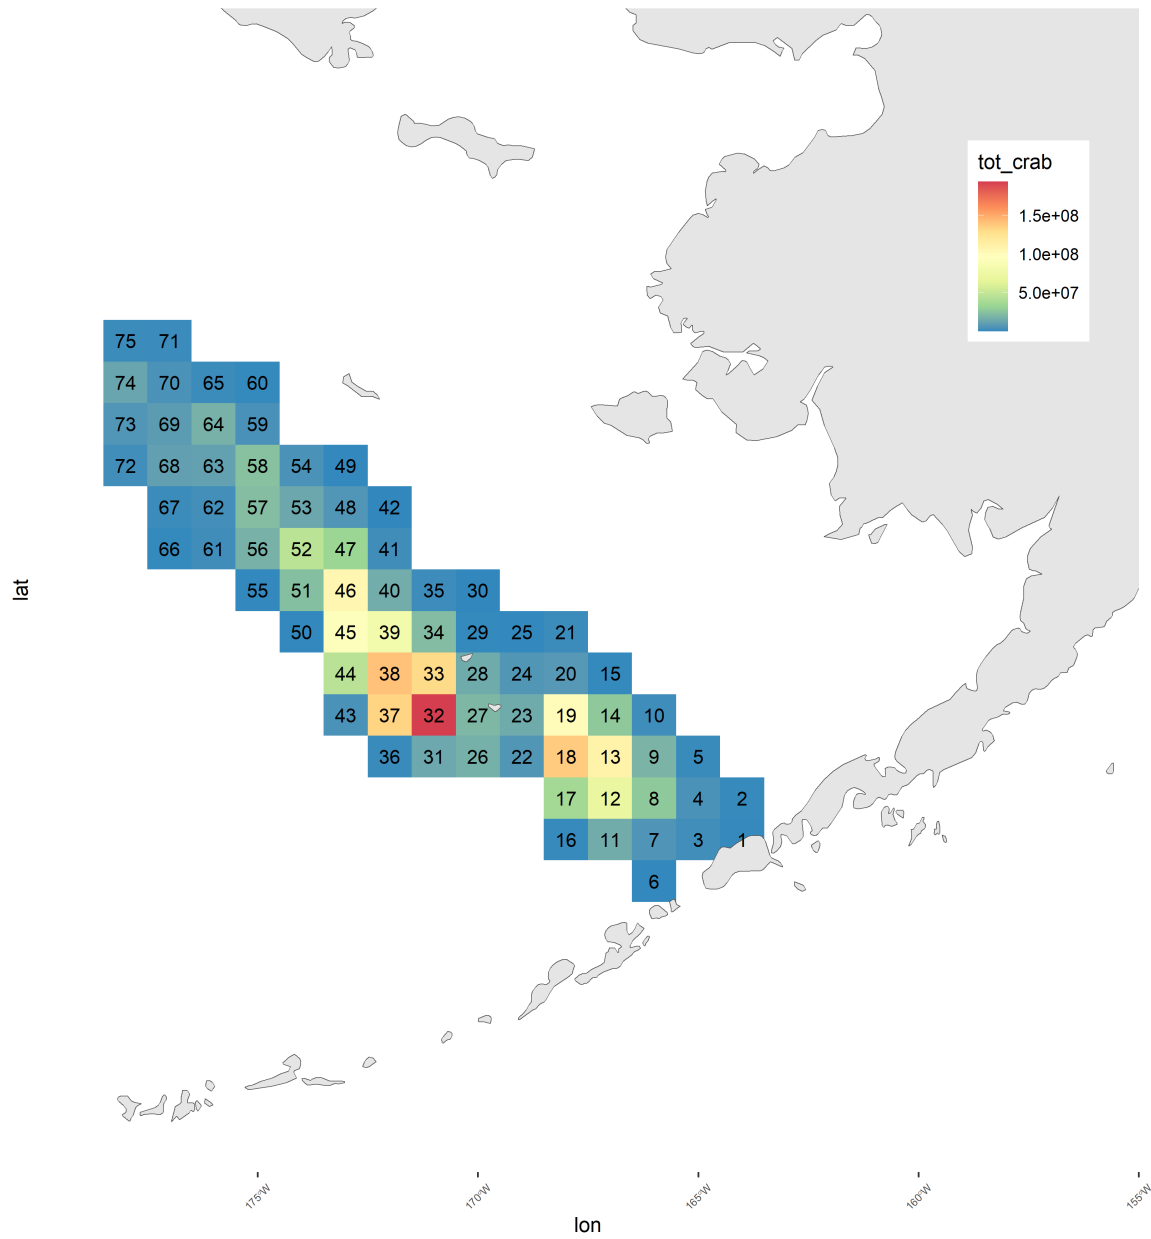 tot_crab
1.5e+08
1.0e+08
5.0e+07
75 71
74 70 65 60
73 69 64 59
72 68 63 58 54 49
67 62 57 53 48 42
66 61 56 52 47 41
55 51 46 40 35 30
50 45 39 34 29 25 21
44 38 33 28 24 20 15
43 37 32 27 23 19 14 10
36 31 26 22 18 13 9 5
17 12 8 4 2
16 11 7 3 1
6
lat
175°W 170°W 165°W 160°W 155°W
lon